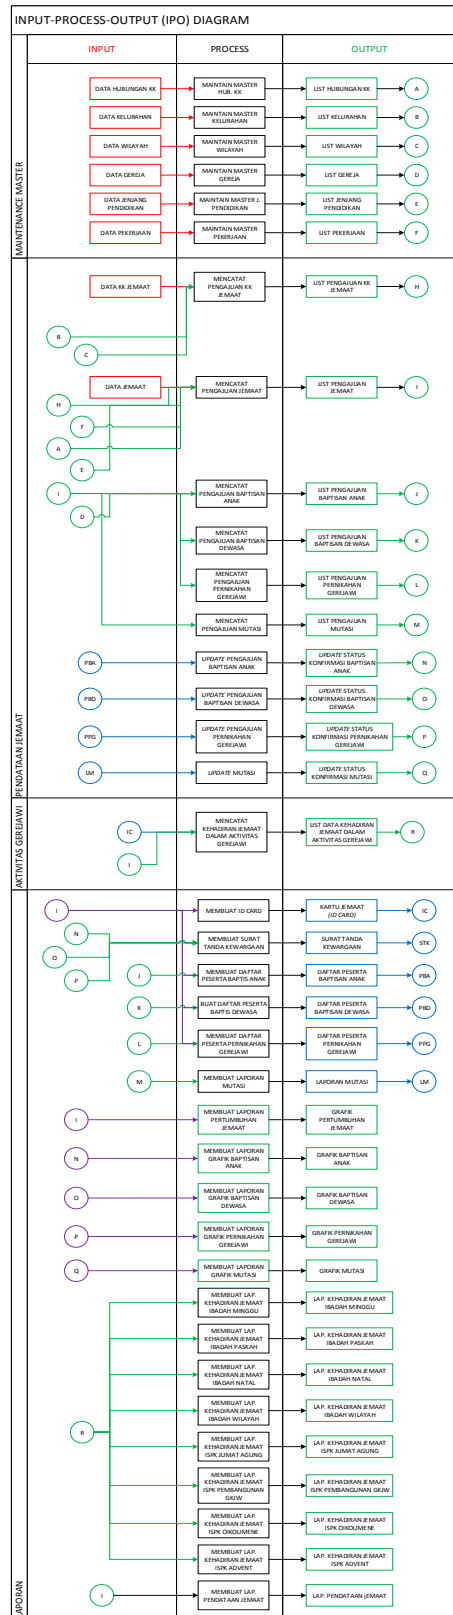 INPUT-PROCESS-OUTPUT (IPO) DIAGRAM
INPUT
PROCESS
OUTPUT
MAINTENANCE MASTER
DATA HUBUNGAN KK
MAINTAIN MASTER
HUB. KK
LIST HUBUNGAN KK
A
DATA KELURAHAN
MAINTAIN MASTER
KELURAHAN
LIST KELURAHAN
B
DATA WILAYAH
MAINTAIN MASTER
WILAYAH
LIST WILAYAH
C
DATA GEREJA
MAINTAIN MASTER
GEREJA
LIST GEREJA
D
DATA JENJANG
PENDIDIKAN
MAINTAIN MASTER J.
PENDIDIKAN
LIST JENJANG
PENDIDIKAN
E
DATA PEKERJAAN
MAINTAIN MASTER
PEKERJAAN
LIST PEKERJAAN
F
PENDATAAN JEMAAT
DATA KK JEMAAT
MENCATAT
PENGAJUAN KK
JEMAAT
LIST PENGAJUAN KK
JEMAAT
H
B
C
DATA JEMAAT
MENCATAT
PENGAJUAN JEMAAT
LIST PENGAJUAN
JEMAAT
I
H
F
A
E
I
D
MENCATAT
PENGAJUAN BAPTISAN
ANAK
LIST PENGAJUAN
BAPTISAN ANAK
J
MENCATAT
PENGAJUAN BAPTISAN
DEWASA
LIST PENGAJUAN
BAPTISAN DEWASA
K
MENCATAT
PENGAJUAN
PERNIKAHAN
GEREJAWI
LIST PENGAJUAN
PERNIKAHAN
GEREJAWI
L
MENCATAT
PENGAJUAN MUTASI
LIST PENGAJUAN
MUTASI
M
PBA
UPDATE PENGAJUAN
BAPTISAN ANAK
UPDATE STATUS
KONFIRMASI BAPTISAN
ANAK
N
PBD
UPDATE PENGAJUAN
BAPTISAN DEWASA
UPDATE STATUS
KONFIRMASI BAPTISAN
DEWASA
O
PPG
UPDATE PENGAJUAN
PERNIKAHAN
GEREJAWI
UPDATE STATUS
KONFIRMASI PERNIKAHAN
GEREJAWI
P
LM
UPDATE MUTASI
UPDATE STATUS
KONFIRMASI MUTASI
Q
AKTIVITAS GEREJAWI
IC
I
MENCATAT
KEHADIRAN JEMAAT
DALAM AKTIVITAS
GEREJAWI
LIST DATA KEHADIRAN
JEMAAT DALAM
AKTIVITAS GEREJAWI
R
APORAN
I
MEMBUAT ID CARD
KARTU JEMAAT
(ID CARD)
IC
N
O
P
MEMBUAT SURAT
TANDA KEWARGAAN
SURAT TANDA
KEWARGAAN
STK
J
MEMBUAT DAFTAR
PESERTA BAPTIS ANAK
DAFTAR PESERTA
BAPTISAN ANAK
PBA
K
BUAT DAFTAR PESERTA
BAPTIS DEWASA
DAFTAR PESERTA
BAPTISAN DEWASA
PBD
L
MEMBUAT DAFTAR
PESERTA PERNIKAHAN
GEREJAWI
DAFTAR PESERTA
PERNIKAHAN
GEREJAWI
PPG
M
MEMBUAT LAPORAN
MUTASI
LAPORAN MUTASI
LM
I
MEMBUAT LAPORAN
PERTUMBUHAN
JEMAAT
GRAFIK
PERTUMBUHAN
JEMAAT
N
MEMBUAT LAPORAN
GRAFIK BAPTISAN
ANAK
GRAFIK BAPTISAN
ANAK
O
MEMBUAT LAPORAN
GRAFIK BAPTISAN
DEWASA
GRAFIK BAPTISAN
DEWASA
P
MEMBUAT LAPORAN
GRAFIK PERNIKAHAN
GEREJAWI
GRAFIK PERNIKAHAN
GEREJAWI
Q
MEMBUAT LAPORAN
GRAFIK MUTASI
GRAFIK MUTASI
MEMBUAT LAP.
KEHADIRAN JEMAAT
IBADAH MINGGU
LAP. KEHADIRAN JEMAAT
IBADAH MINGGU
MEMBUAT LAP.
KEHADIRAN JEMAAT
IBADAH PASKAH
LAP. KEHADIRAN JEMAAT
IBADAH PASKAH
MEMBUAT LAP.
KEHADIRAN JEMAAT
IBADAH NATAL
LAP. KEHADIRAN JEMAAT
IBADAH NATAL
MEMBUAT LAP.
KEHADIRAN JEMAAT
IBADAH WILAYAH
LAP. KEHADIRAN JEMAAT
IBADAH WILAYAH
R
MEMBUAT LAP.
KEHADIRAN JEMAAT
ISPK JUMAT AGUNG
LAP. KEHADIRAN JEMAAT
ISPK JUMAT AGUNG
MEMBUAT LAP.
KEHADIRAN JEMAAT
ISPK PEMBANGUNAN
GKJW
LAP. KEHADIRAN JEMAAT
ISPK PEMBANGUNAN GKJW
MEMBUAT LAP.
KEHADIRAN JEMAAT
ISPK OIKOUMENE
LAP. KEHADIRAN JEMAAT
ISPK OIKOUMENE
MEMBUAT LAP.
KEHADIRAN JEMAAT
ISPK ADVENT
LAP. KEHADIRAN JEMAAT
ISPK ADVENT
I
MEMBUAT LAP.
PENDATAAN JEMAAT
LAP. PENDATAAN JEMAAT